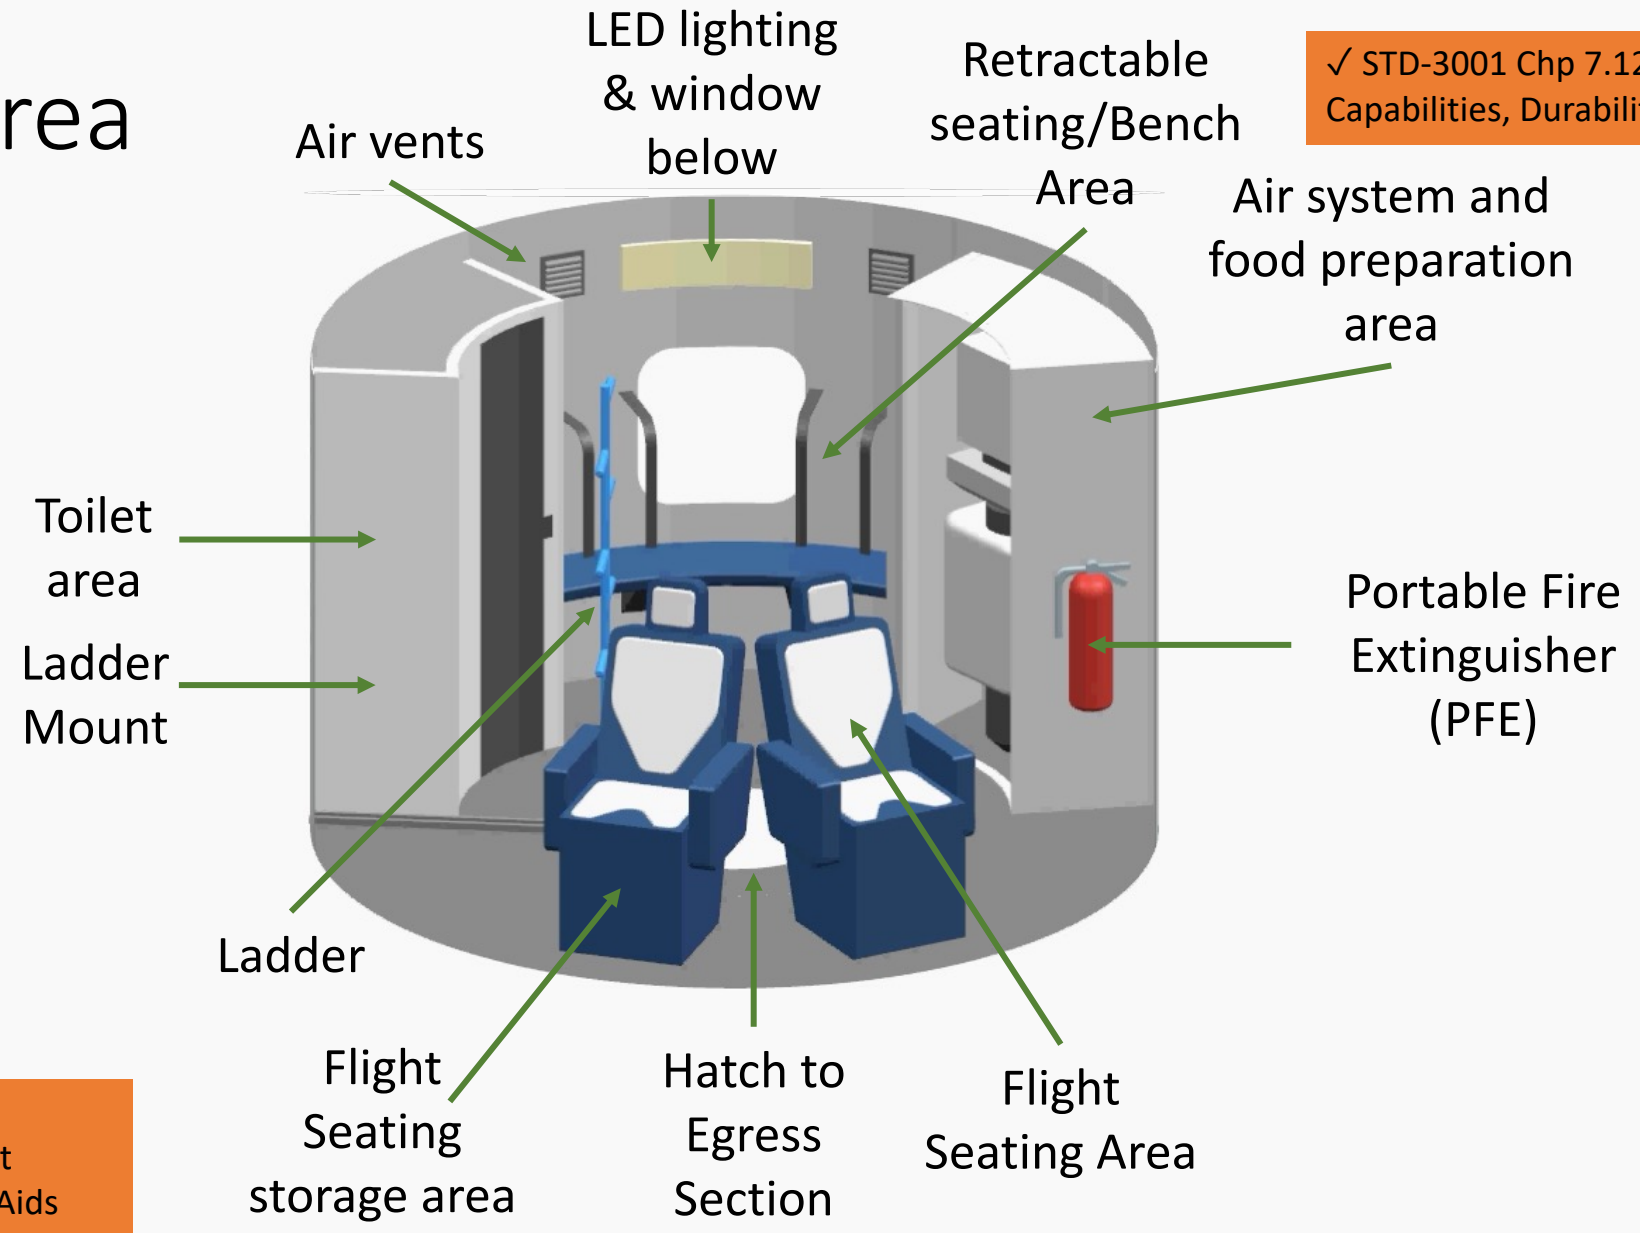 rea
LED lighting
& window
below
Air vents
Retractable
seating/Bench
Area
✓ STD-3001 Chp 7.12
Capabilities, Durabilit
Air system and
food preparation
area
Toilet
area
Ladder
Mount
Portable Fire
Extinguisher
(PFE)
Ladder
Flight
Seating
storage area
Hatch to
Egress
Section
Flight
Seating Area
t
Aids